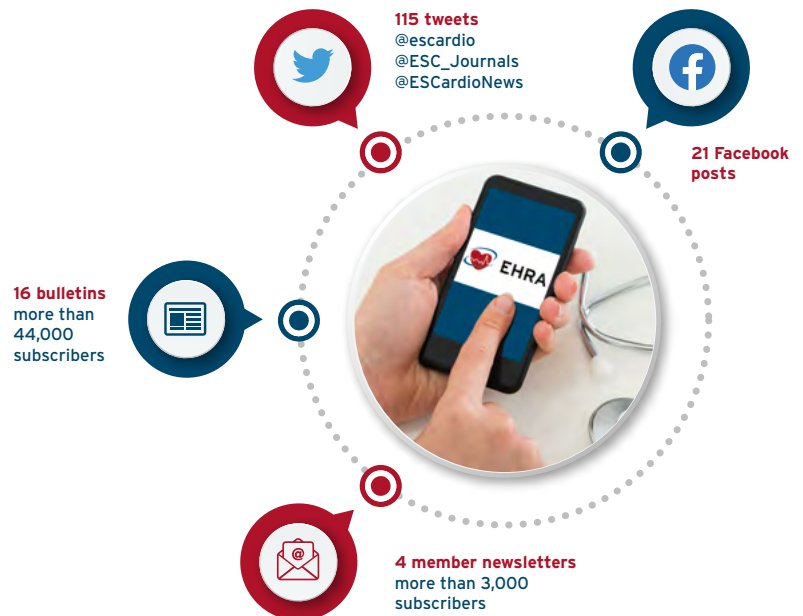 115 tweets
@escardio
@ESC_Journals
@ESCardioNews
21 Facebook
posts
EHRA
16 bulletins
more than
44,000
subscribers
@
4 member newsletters
more than 3,000
subscribers